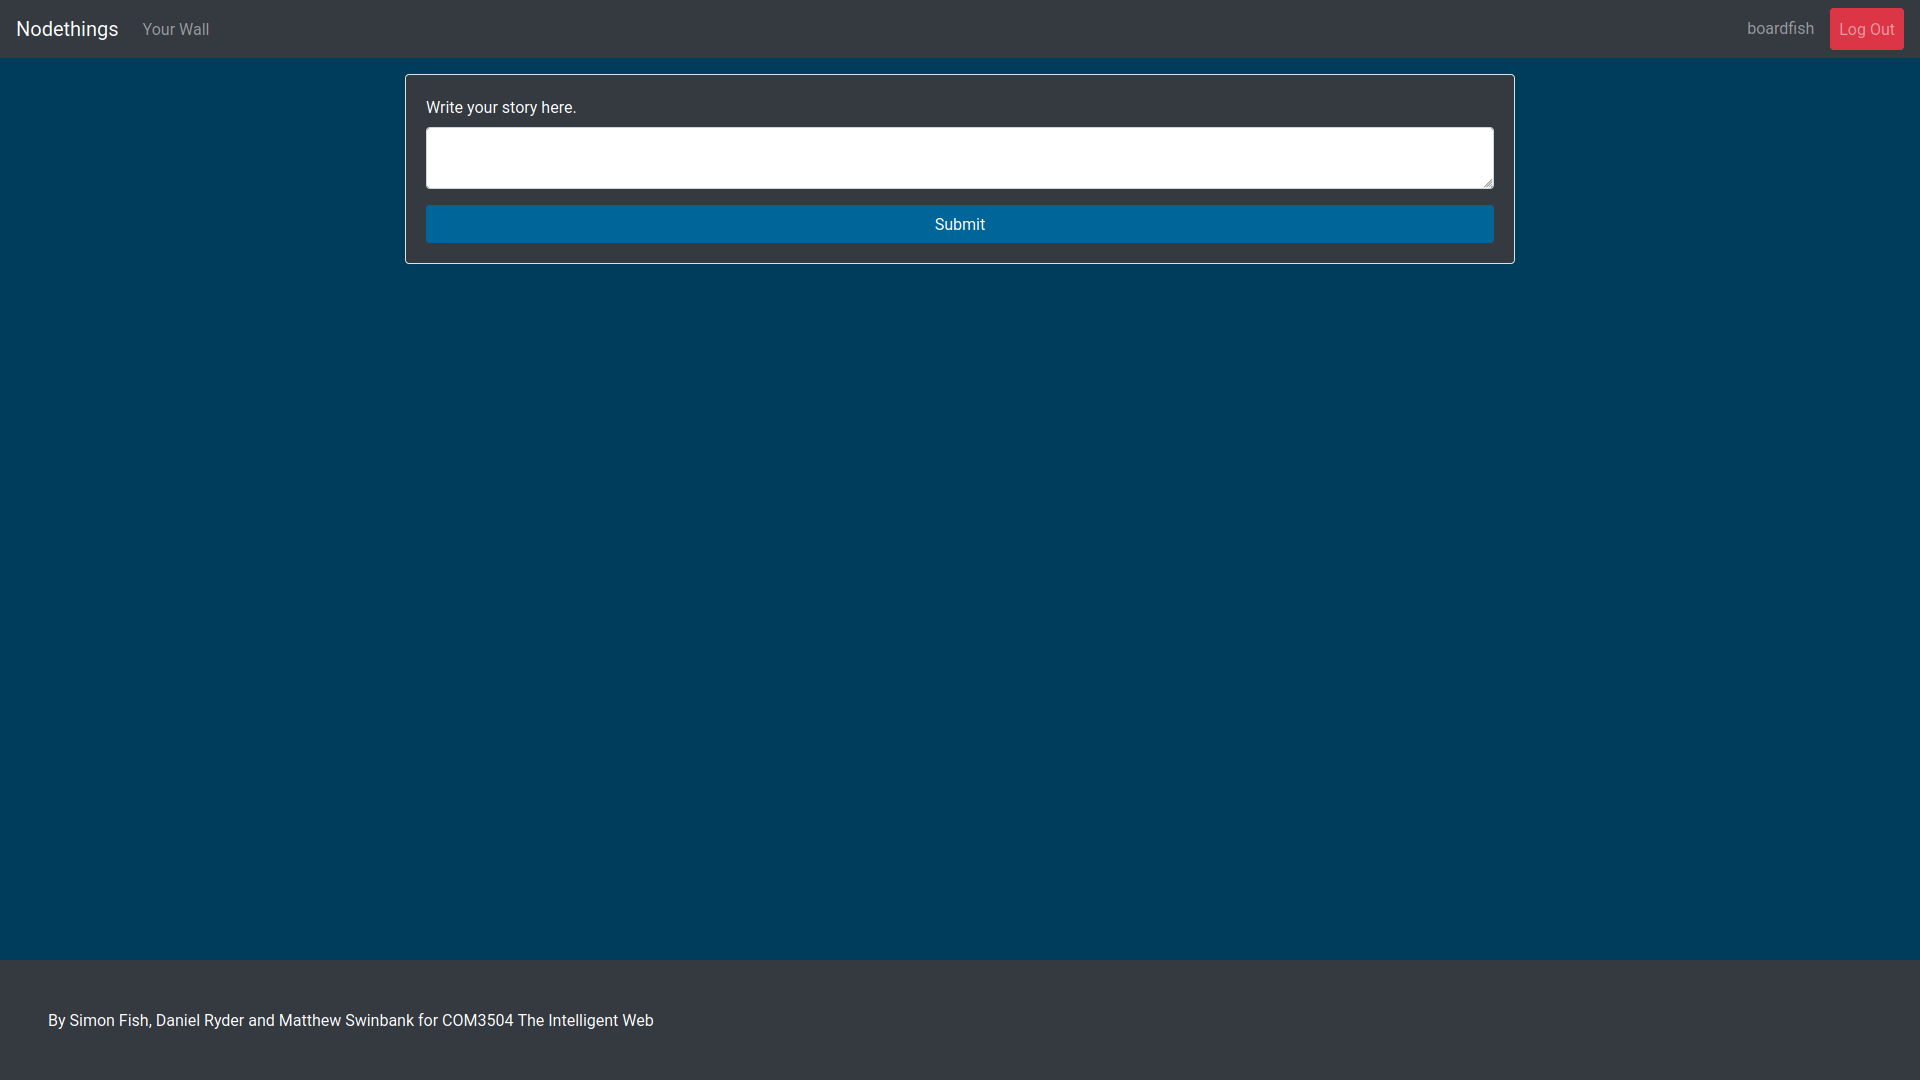 Nodethings Your Wall boardfish Log Out
Write your story here.
Submit
By Simon Fish, Daniel Ryder and Matthew Swinbank for COM3504 The Intelligent Web